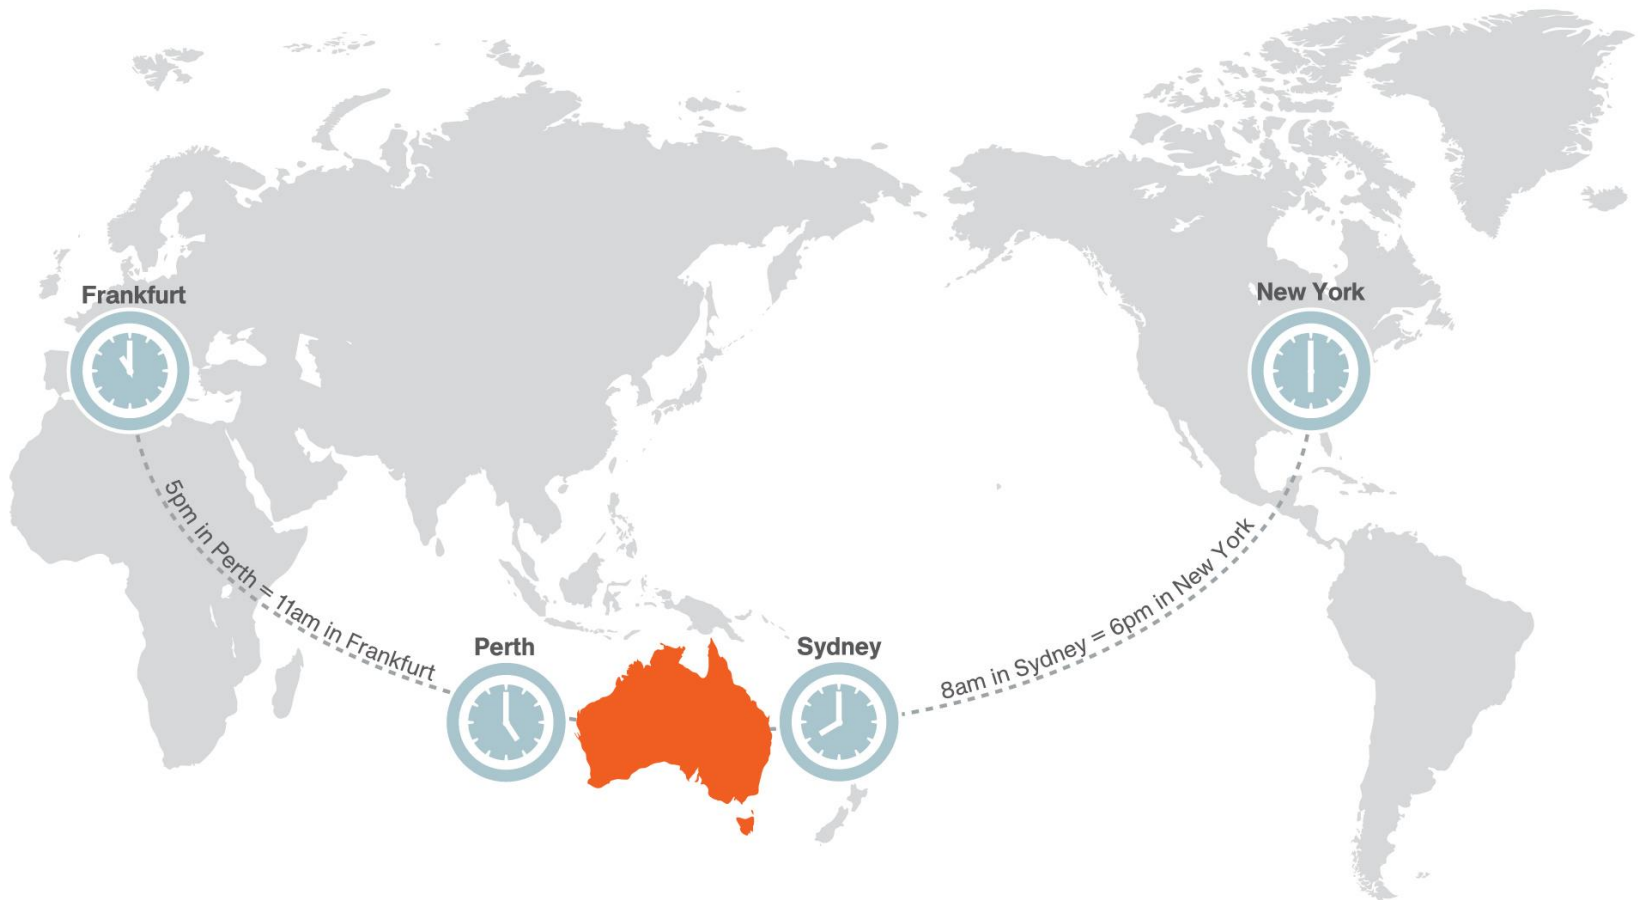 Frankfurt
New York
5pm in Perth = 11am in Frankfurt
8am in Sydney = 6pm in New York
Perth
Sydney